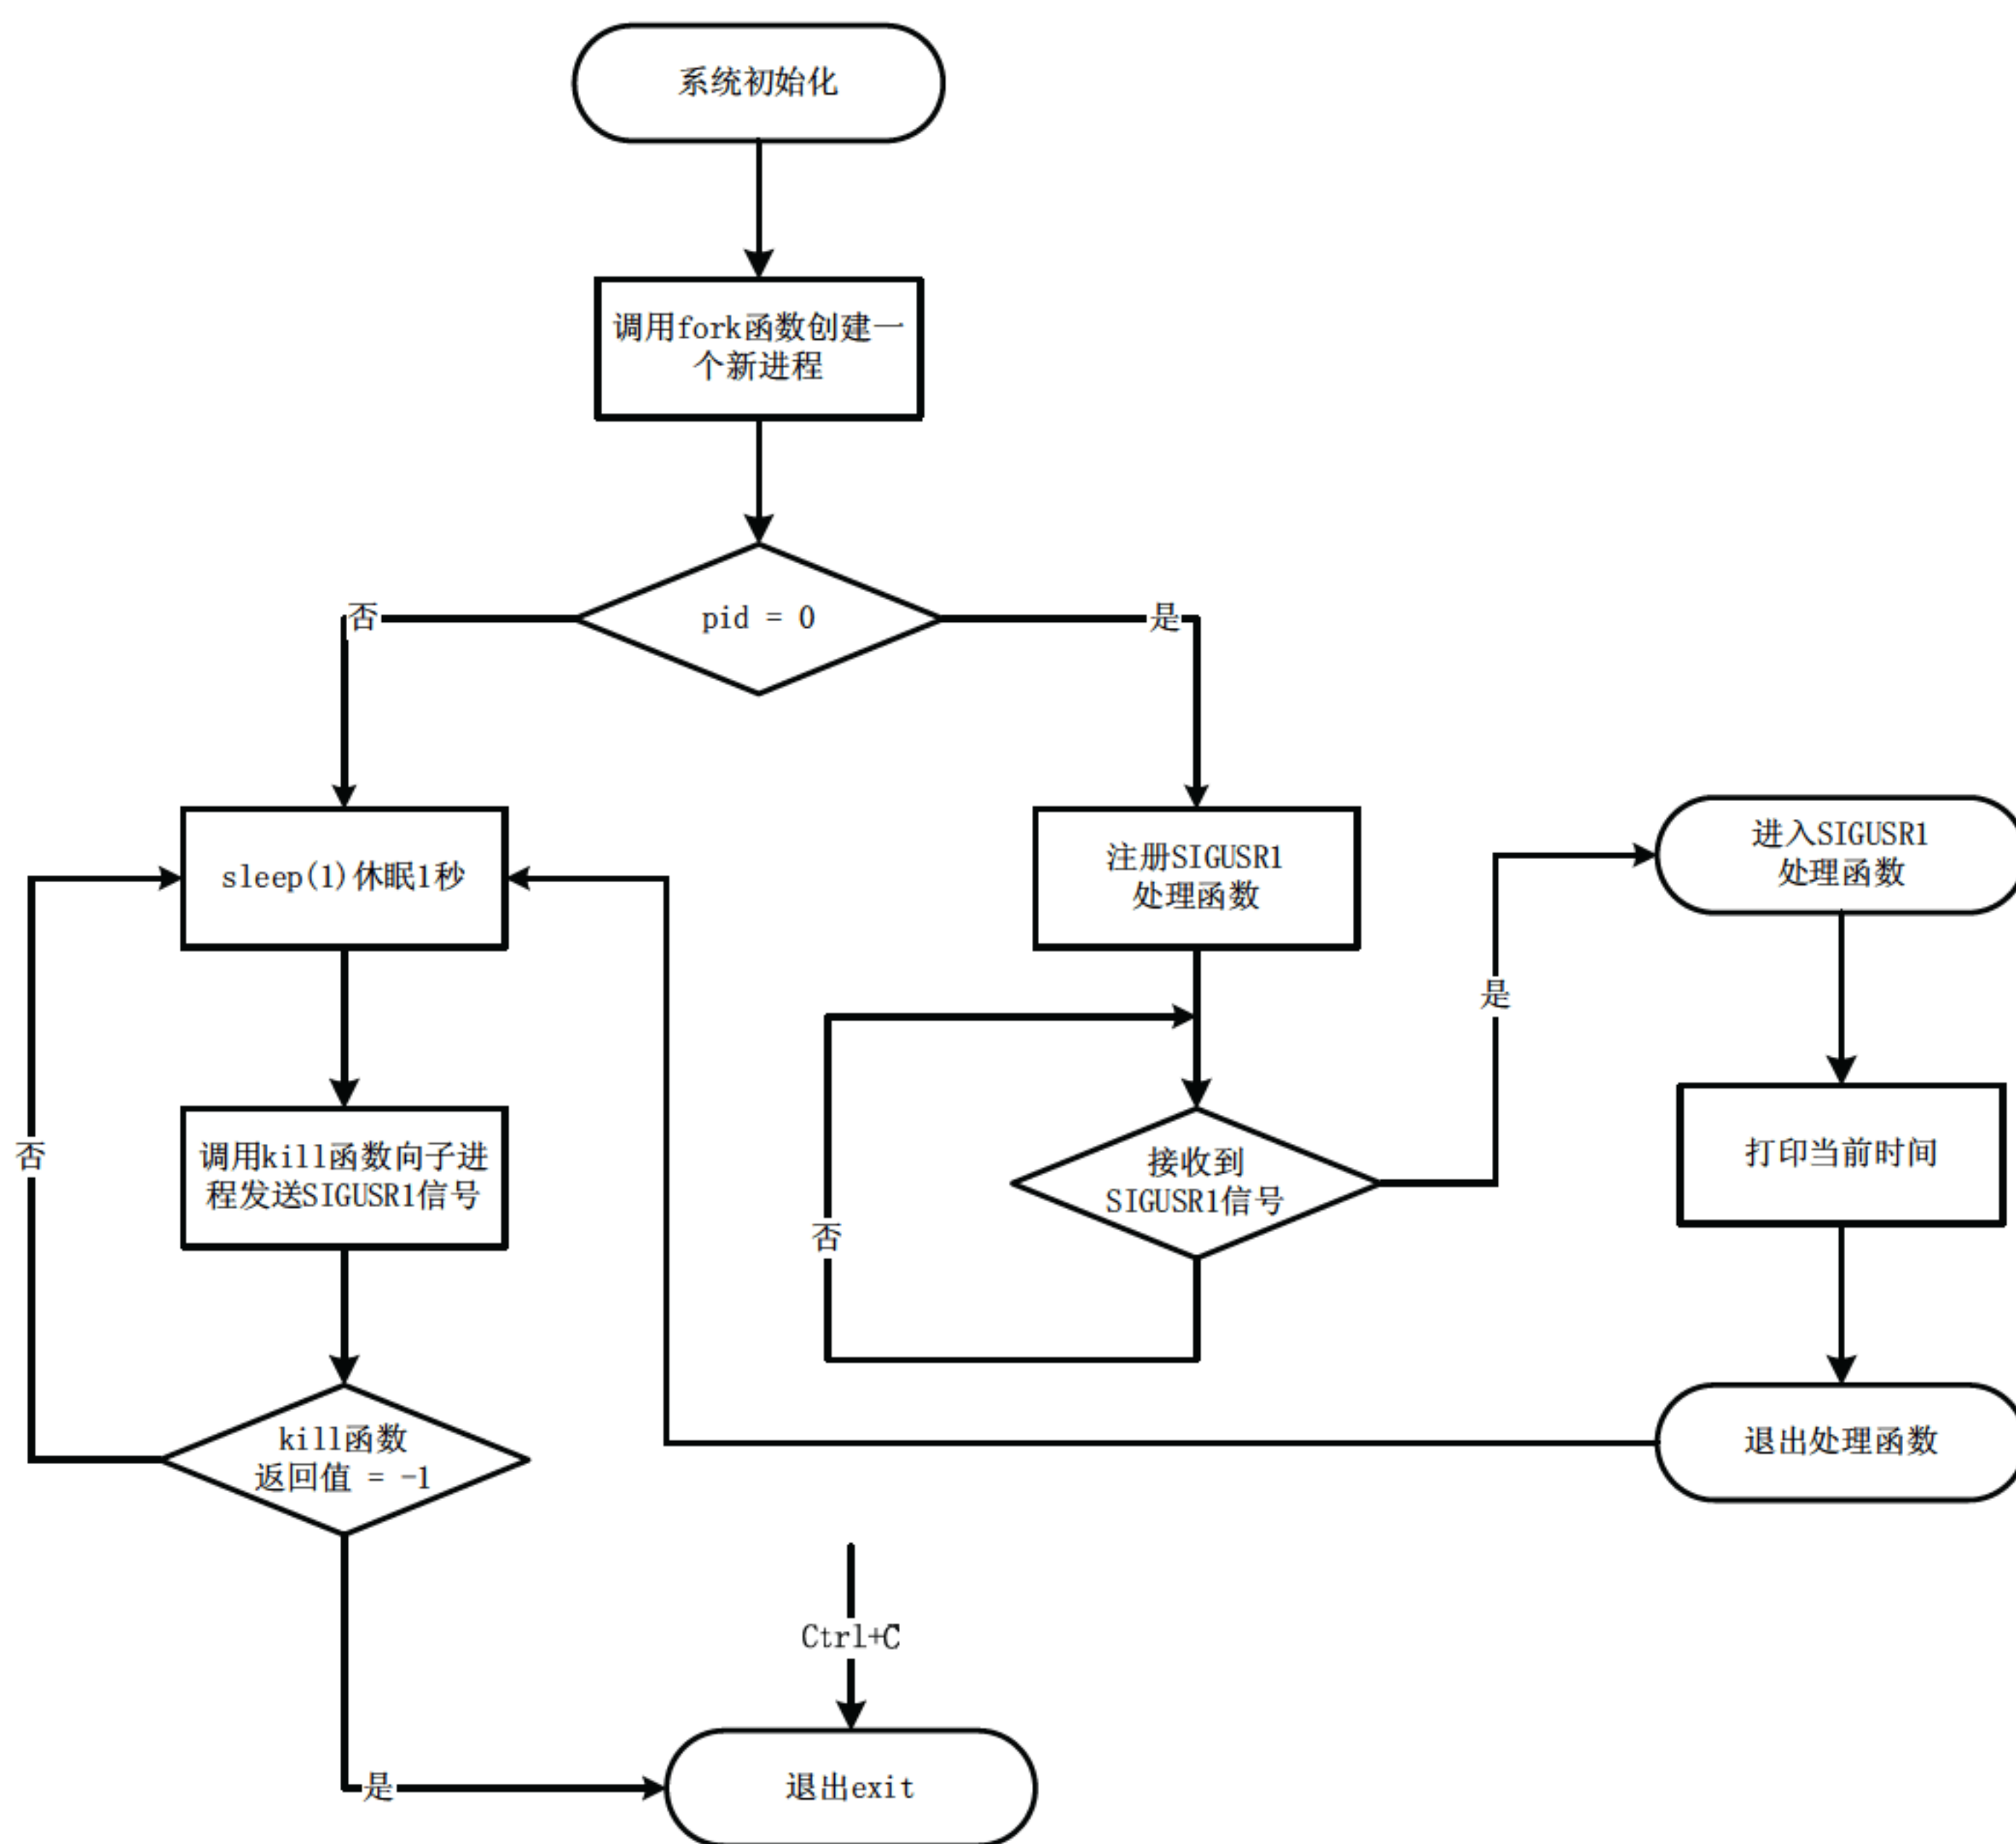 系统初始化
调用fork函数创建一
个新进程
pid = 0
否
是
sleep(1)休眠1秒
注册SIGUSR1
处理函数
进入SIGUSR1
处理函数
是
否
调用kill函数向子进
程发送SIGUSR1信号
接收到
SIGUSR1信号
否
打印当前时间
kill函数
返回值 = -1
退出处理函数
Ctrl+C
是
退出exit